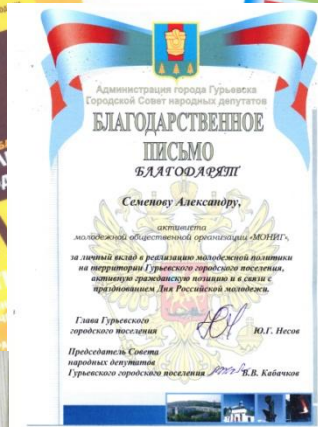 Администрация города Гурьевска
Городской Совет народных депутатов
БЛАГОДАРСТВЕННОЕ
ПИСЬМО
БЛАГОДАРЯТ
Семенову Александру,
активиста
молодежной общественной организации «МОНИГ»,
за личный вклад в реализацию молодежной политики
на территории Гурьевского городского поселения,
активную гражданскую позицию и в связи с
празднованием Дня Российской молодежи.
Глава Гурьевского
городского поселения
Ю.Г. Несов
Председатель Совета
народных депутатов
Гурьевского городского поселения
В.В. Кабачков